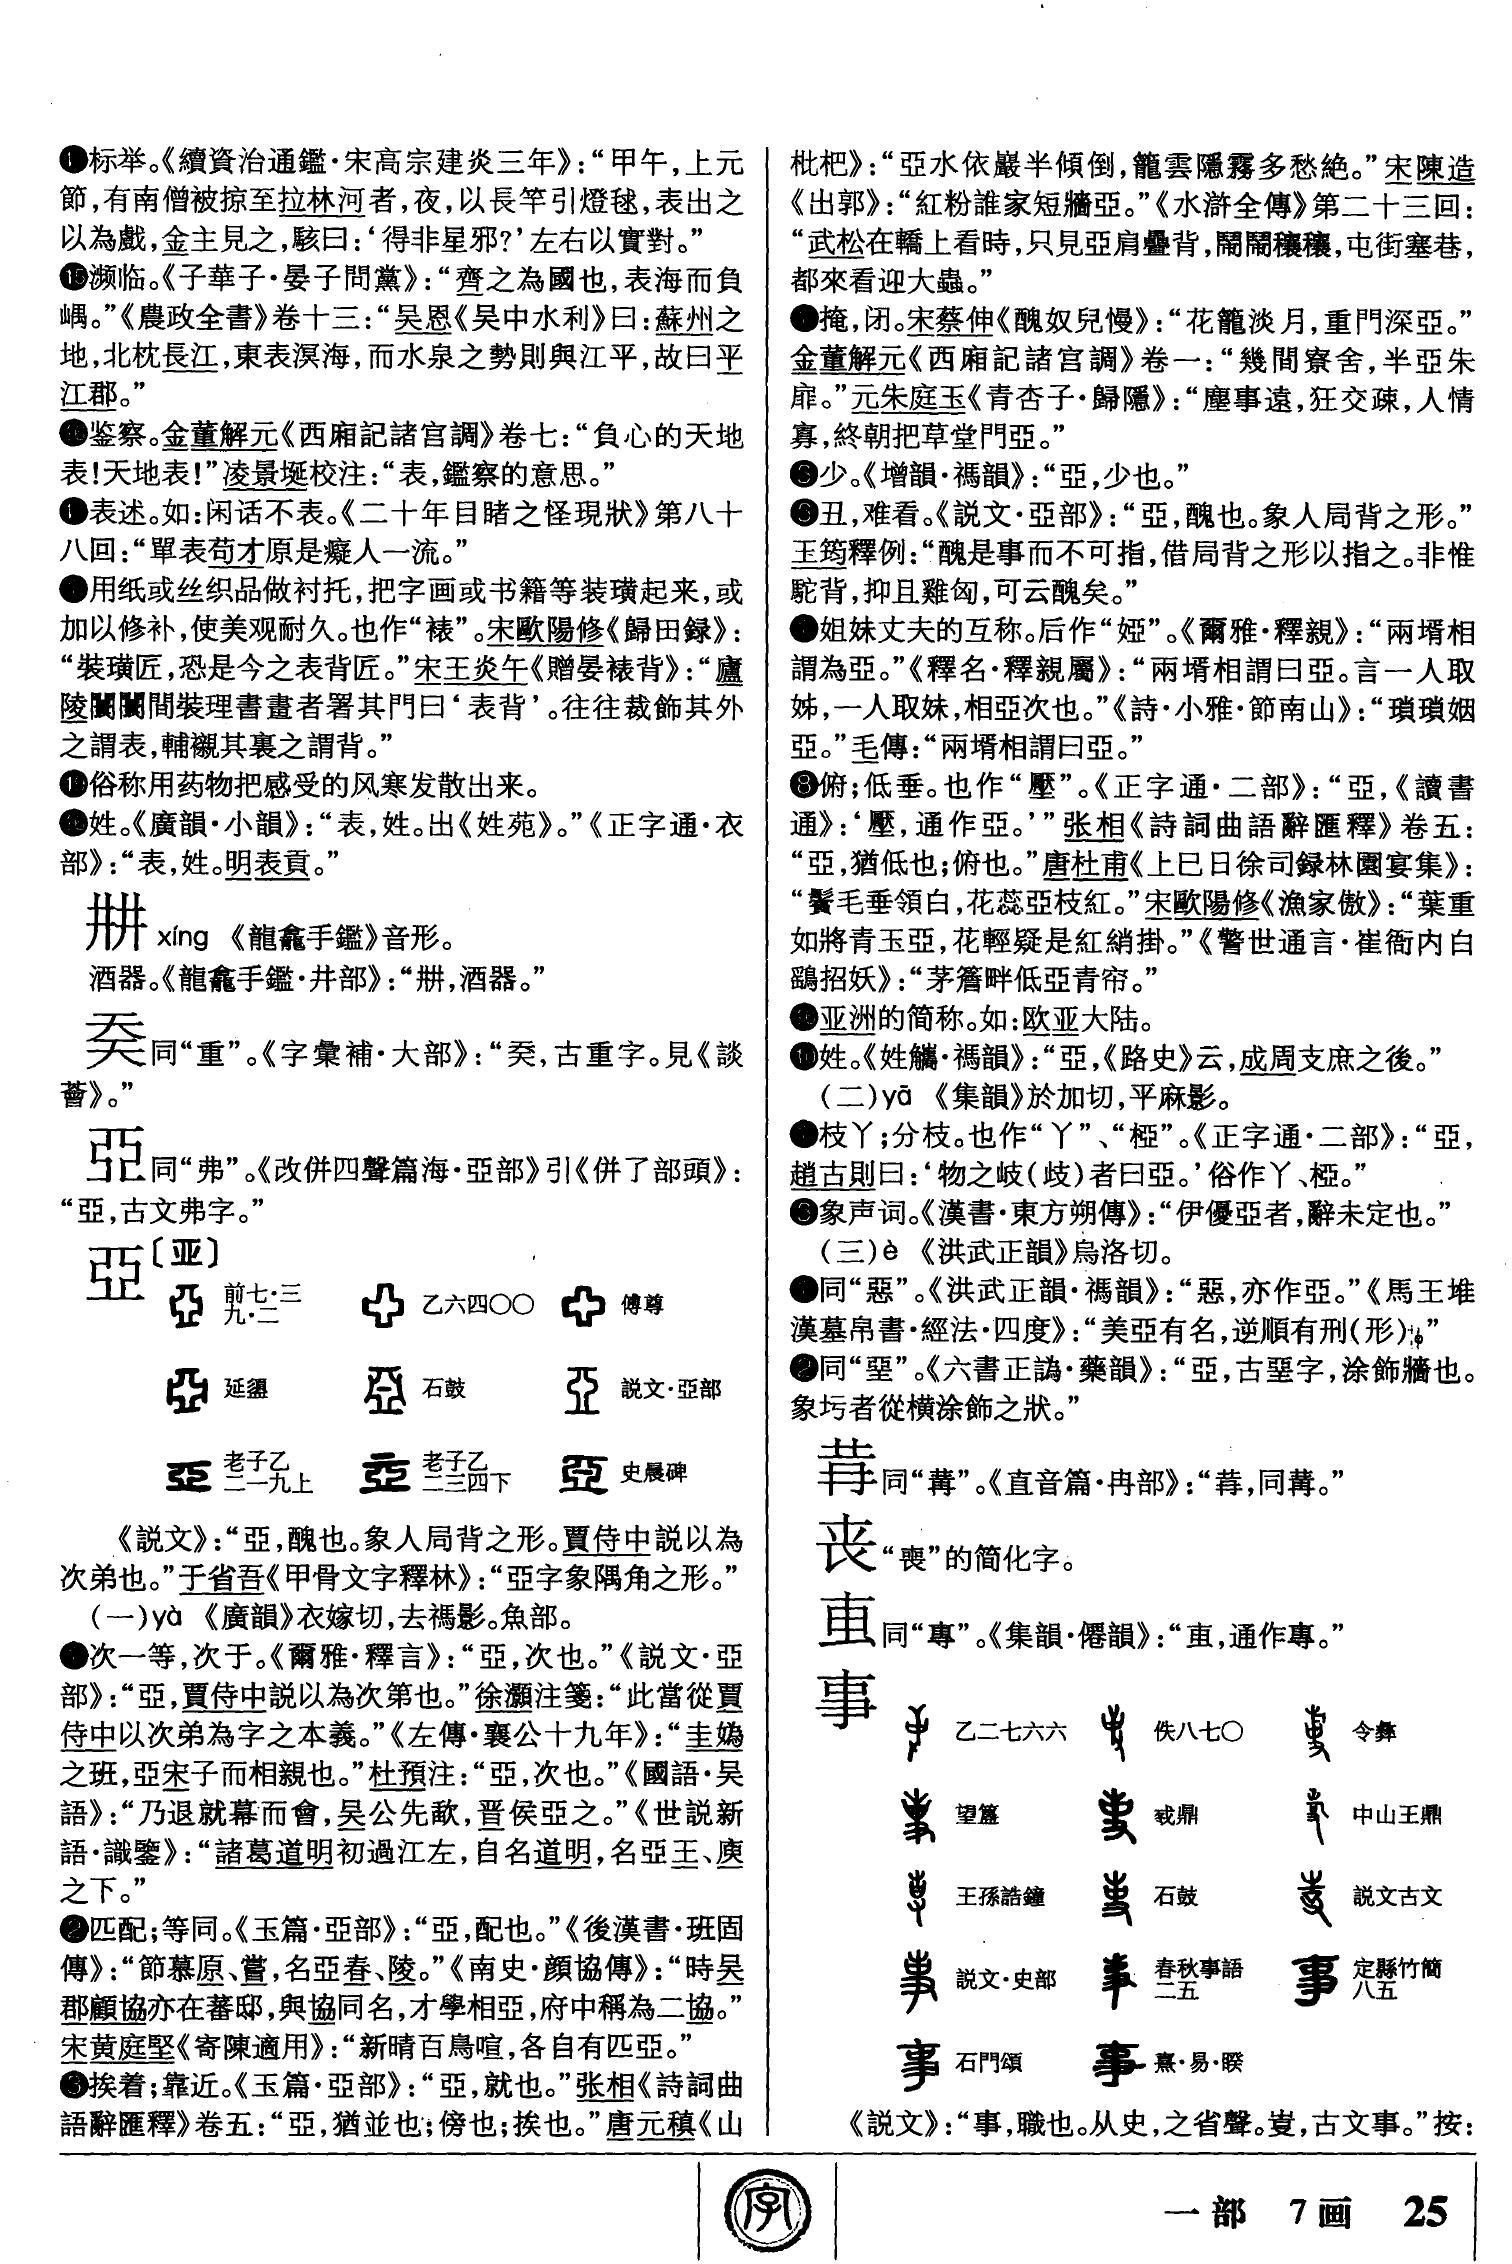 标举。《續資治通鑑·宋高宗建炎三年》：“甲午，上元
節，有南僧被掠至拉林河者，夜，以長竿引燈毬，表出之
以為戲，金主見之，駭曰：‘得非星邪？’左右以實對。”
⓯濒临。《子華子·晏子問黨》：“齊之為國也，表海而負
嵎。”《農政全書》卷十三：“吴恩《吴中水利》曰：蘇州之
地，北枕長江，東表溟海，而水泉之勢則與江平，故曰平
江郡。”
鉴察。金董解元《西厢記諸宫調》卷七：“負心的天地
表！天地表！”凌景埏校注：“表，鑑察的意思。”
表述。如：闲话不表。《二十年目睹之怪現狀》第八十
八回：“單表苟才原是癡人一流。”
用纸或丝织品做衬托，把字画或书籍等装璜起来，或
加以修补，使美观耐久。也作“裱”。宋歐陽修《歸田録》：
“裝璜匠，恐是今之表背匠。”宋王炎午《贈晏裱背》：“廬
陵闤闠間裝理書畫者署其門曰‘表背’。往往裁飾其外
之謂表，輔襯其裏之謂背。”
俗称用药物把感受的风寒发散出来。
姓。《廣韻·小韻》：“表，姓。出《姓苑》。”《正字通·衣
部》：“表，姓。明表貢。”
xíng 《龍龕手鑑》音形。
酒器。《龍龕手鑑·井部》：“，酒器。”
同“重”。《字彙補·大部》：“，古重字。見《談
薈》。”
同“弗”。《改併四聲篇海·亞部》引《併了部頭》：
“，古文弗字。”
亞〔亚〕
前七·三九·二 乙六四〇〇 傅尊
延盨 石鼓 説文·亞部
老子乙二一九上 老子乙二三四下 史晨碑
《説文》：“亞，醜也。象人局背之形。賈侍中説以為
次弟也。”于省吾《甲骨文字釋林》：“亞字象隅角之形。”
（一）yà 《廣韻》衣嫁切，去禡影。魚部。
❶次一等，次于。《爾雅·釋言》：“亞，次也。”《説文·亞
部》：“亞，賈侍中説以為次第也。”徐灝注箋：“此當從賈
侍中以次弟為字之本義。”《左傳·襄公十九年》：“圭媯
之班，亞宋子而相親也。”杜預注：“亞，次也。”《國語·吴
語》：“乃退就幕而會，吴公先歃，晋侯亞之。”《世説新
語·識鑒》：“諸葛道明初過江左，自名道明，名亞王、庾
之下。”
❷匹配；等同。《玉篇·亞部》：“亞，配也。”《後漢書·班固
傳》：“節慕原、嘗，名亞春、陵。”《南史·顔協傳》：“時吴
郡顧協亦在蕃邸，與協同名，才學相亞，府中稱為二協。”
宋黄庭堅《寄陳適用》：“新晴百鳥喧，各自有匹亞。”
❸挨着；靠近。《玉篇·亞部》：“亞，就也。”张相《詩詞曲
語辭匯釋》卷五：“亞，猶並也；傍也；挨也。”唐元稹《山
枇杷》：“亞水依巖半傾倒，籠雲隱霧多愁絶。”宋陳造
《出郭》：“紅粉誰家短牆亞。”《水滸全傳》第二十三回：
“武松在轎上看時，只見亞肩疊背，鬧鬧穰穰，屯街塞巷，
都來看迎大蟲。”
掩，闭。宋蔡伸《醜奴兒慢》：“花籠淡月，重門深亞。”
金董解元《西廂記諸宫調》卷一：“幾間寮舍，半亞朱
扉。”元朱庭玉《青杏子·歸隱》：“塵事遠，狂交疎，人情
寡，終朝把草堂門亞。”
少。《增韻·禡韻》：“亞，少也。”
丑，难看。《説文·亞部》：“亞，醜也。象人局背之形。”
王筠釋例：“醜是事而不可指，借局背之形以指之。非惟
駝背，抑且雞匈，可云醜矣。”
姐妹丈夫的互称。后作“婭”。《爾雅·釋親》：“兩壻相
謂為亞。”《釋名·釋親屬》：“兩壻相謂曰亞。言一人取
姊，一人取妹，相亞次也。”《詩·小雅·節南山》：“瑣瑣姻
亞。”毛傳：“兩壻相謂曰亞。”
❽俯；低垂。也作“壓”。《正字通·二部》：“亞，《讀書
通》：‘壓，通作亞。’”张相《詩詞曲語辭匯釋》卷五：
“亞，猶低也；俯也。”唐杜甫《上巳日徐司録林園宴集》：
“鬢毛垂領白，花蕊亞枝紅。”宋歐陽修《漁家傲》：“葉重
如將青玉亞，花輕疑是紅綃掛。”《警世通言·崔衙内白
鷂招妖》：“茅簷畔低亞青帘。”
亚洲的简称。如：欧亚大陆。
姓。《姓觿·禡韻》：“亞，《路史》云，成周支庶之後。”
（二）yā 《集韻》於加切，平麻影。
枝丫；分枝。也作“丫”、“椏”。《正字通·二部》：“亞，
趙古則曰：‘物之岐（歧）者曰亞。’俗作丫、椏。”
象声词。《漢書·東方朔傳》：“伊優亞者，辭未定也。”
（三）è 《洪武正韻》烏洛切。
同“惡”。《洪武正韻·禡韻》：“惡，亦作亞。”《馬王堆
漢墓帛書·經法·四度》：“美亞有名，逆順有刑（形）。”
❷同“堊”。《六書正譌·藥韻》：“亞，古堊字，涂飾牆也。
象圬者從横涂飾之狀。”
同“冓”。《直音篇·冉部》：“，同冓。”
丧“喪”的简化字。
叀同“專”。《集韻·僊韻》：“叀，通作專。”
事
乙二七六六 佚八七〇 令彝
望簋 㦰鼎 中山王鼎
王孫誥鐘 石鼓 説文古文
説文·史部 春秋事語二五 定縣竹簡八五
石門頌 熹·易·睽
《説文》：“事，職也。从史，之省聲。㕝，古文事。”按：
字
一部 7画 25